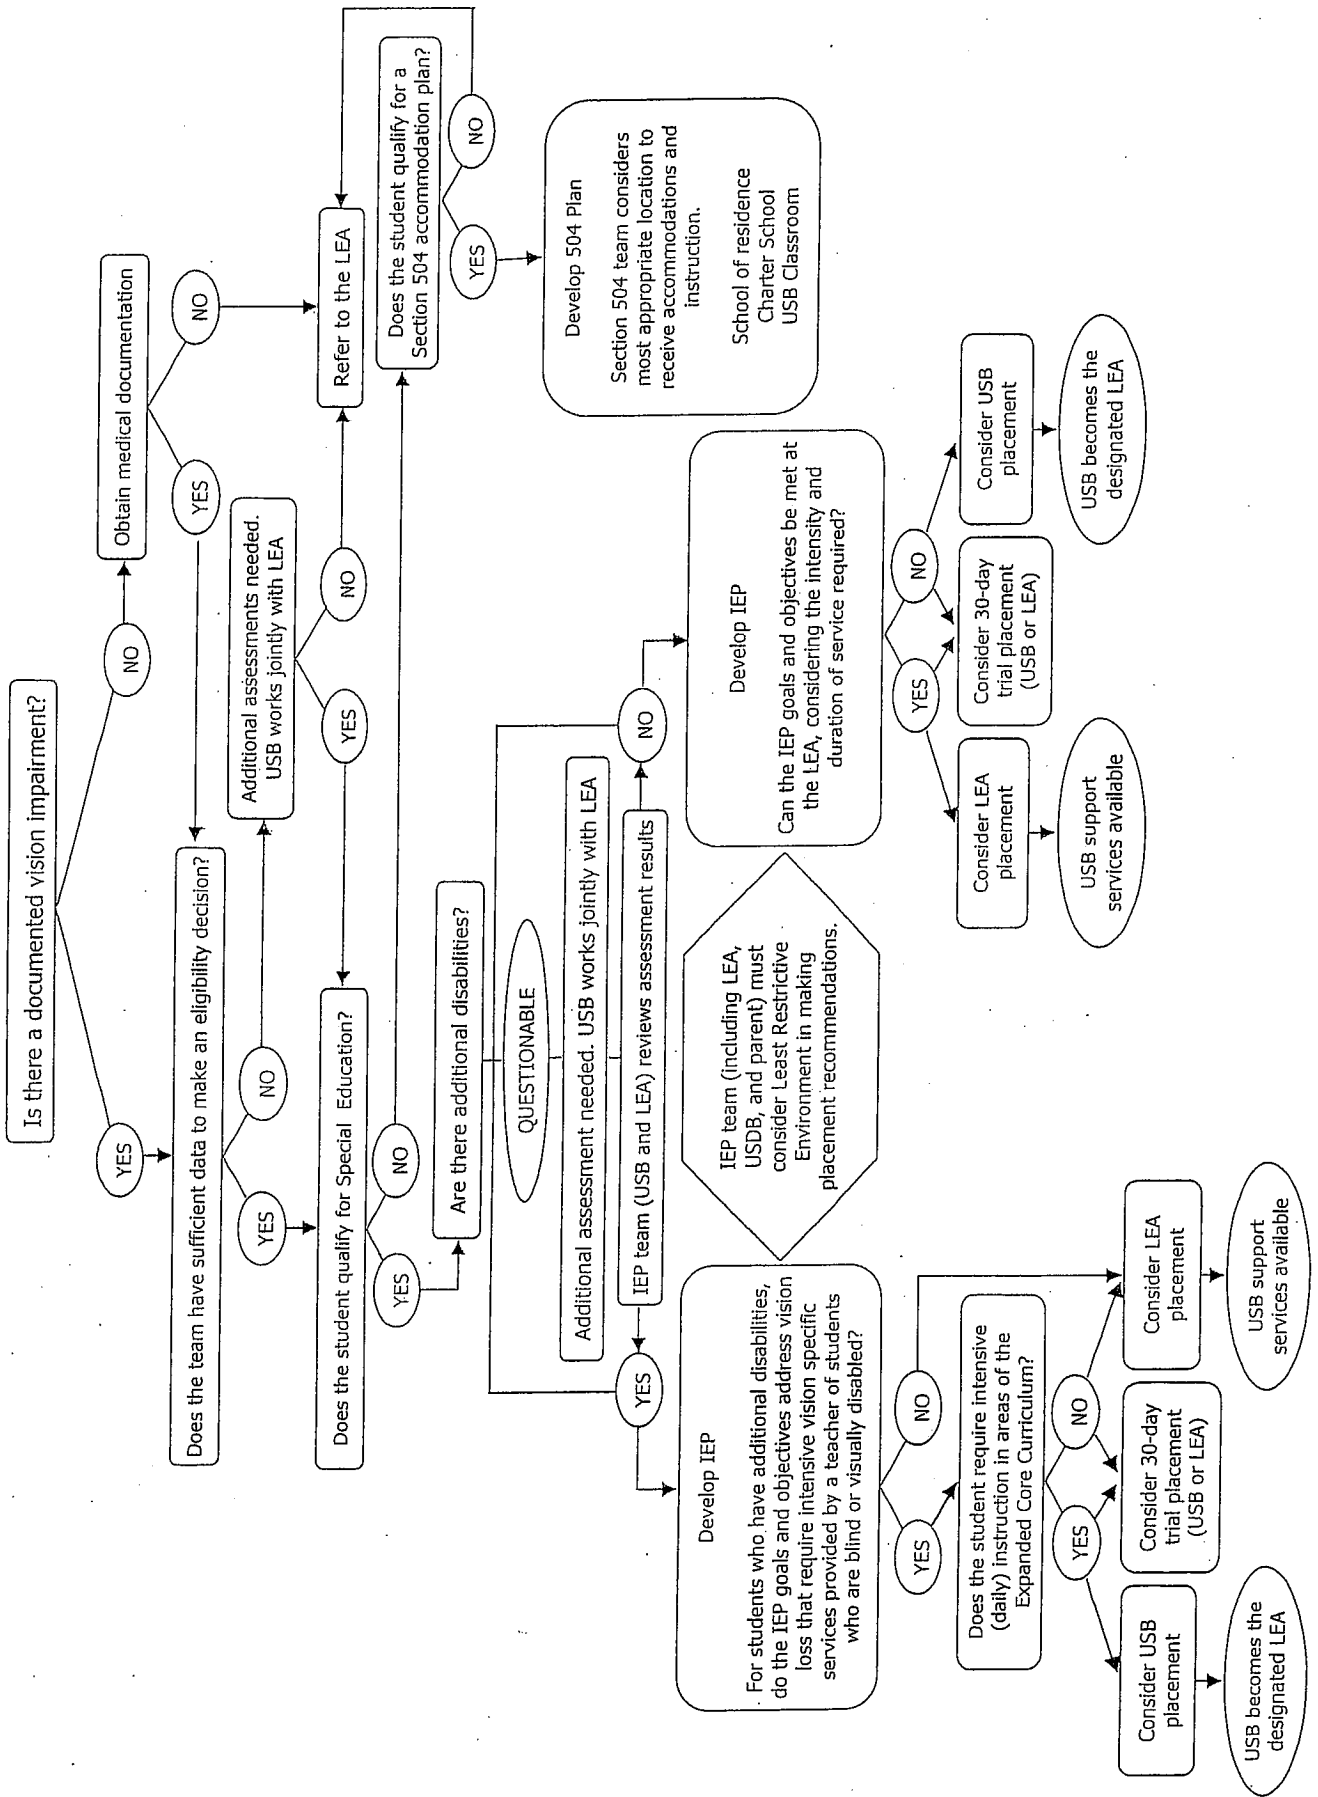 Is there a documented vision impairment?
YES
NO
Obtain medical documentation
YES
NO
Does the team have sufficient data to make an eligibility decision?
YES
NO
Additional assessments needed.
USB works jointly with LEA
YES
NO
Refer to the LEA
Does the student qualify for Special Education?
YES
NO
Does the student qualify for a
Section 504 accommodation plan?
YES
NO
Are there additional disabilities?
QUESTIONABLE
Additional assessment needed. USB works jointly with LEA
IEP team (USB and LEA) reviews assessment results
YES
NO
Develop 504 Plan
Section 504 team considers
most appropriate location to
receive accommodations and
instruction.
School of residence
Charter School
USB Classroom
Develop IEP
For students who have additional disabilities,
do the IEP goals and objectives address vision
loss that require intensive vision specific
services provided by a teacher of students
who are blind or visually disabled?
IEP team (including LEA,
USDB, and parent) must
consider Least Restrictive
Environment in making
placement recommendations.
Develop IEP
Can the IEP goals and objectives be met at
the LEA, considering the intensity and
duration of service required?
YES
NO
YES
NO
Does the student require intensive
(daily) instruction in areas of the
Expanded Core Curriculum?
YES
NO
Consider LEA
placement
Consider 30-day
trial placement
(USB or LEA)
Consider USB
placement
USB support
services available
USB becomes the
designated LEA
Consider USB
placement
Consider 30-day
trial placement
(USB or LEA)
Consider LEA
placement
USB becomes the
designated LEA
USB support
services available